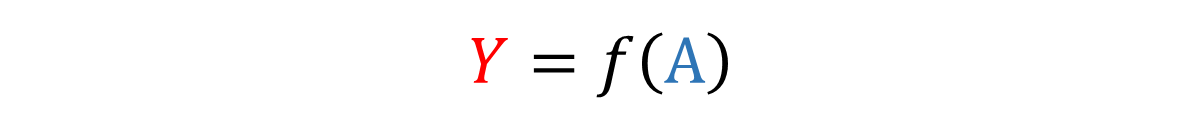 Y = f(A)